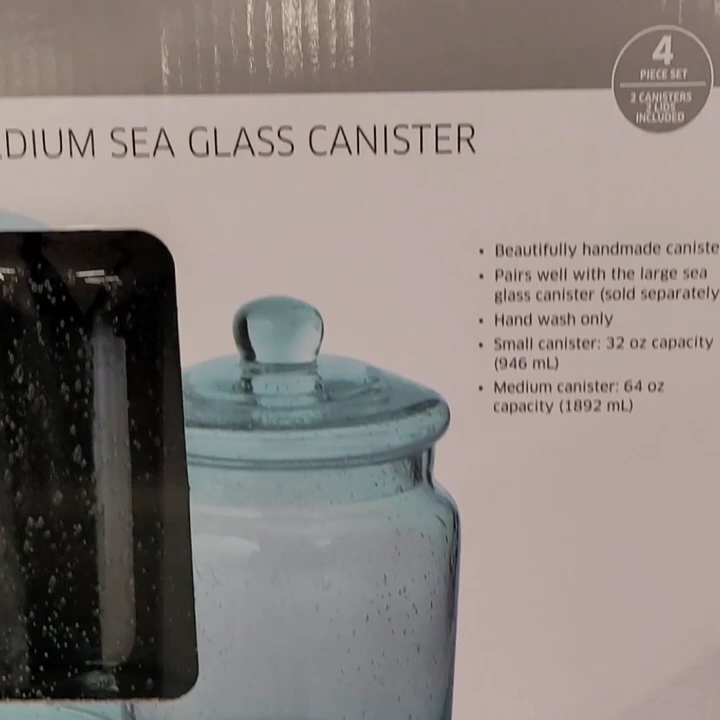 4
PIECE SET
2 CANISTERS
2 LIDS
INCLUDED
SEA GLASS CANISTER
• Beautifully handmade
• Pairs well with the large sea
glass canister (sold separately
• Hand wash only
• Small canister: 32 oz capacity
(946 mL)
• Medium canister: 64 oz
capacity (1892 mL)